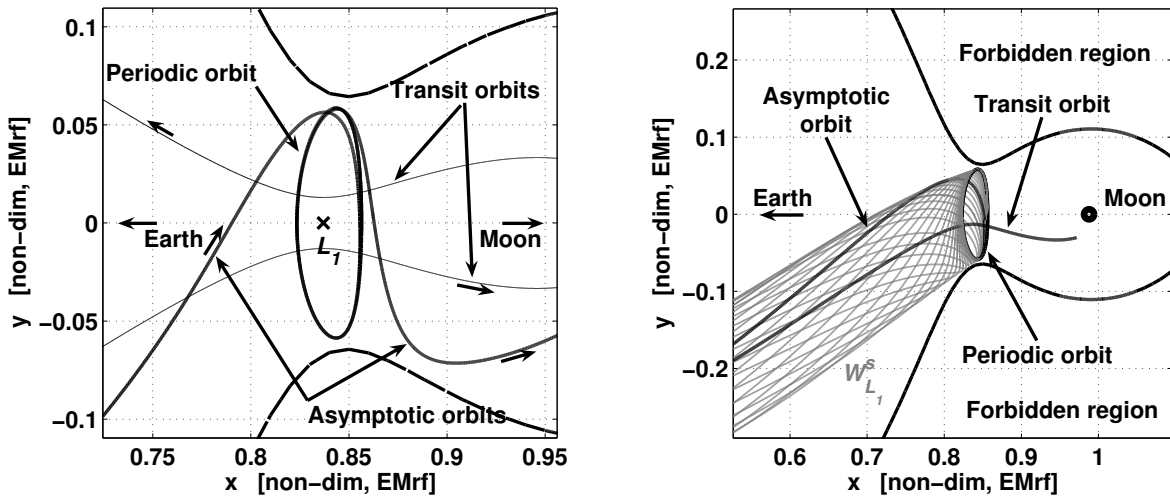 0.1
0.05
0
−0.05
−0.1
y [non-dim, EMrf]
Periodic orbit
Transit orbits
Earth
L1
Moon
Asymptotic orbits
0.75
0.8
0.85
0.9
0.95
x [non-dim, EMrf]
0.2
0.1
0
−0.1
−0.2
y [non-dim, EMrf]
Forbidden region
Asymptotic
orbit
Transit orbit
Earth
Moon
Periodic orbit
W^s_{L_1}
Forbidden region
0.6
0.7
0.8
0.9
1
x [non-dim, EMrf]